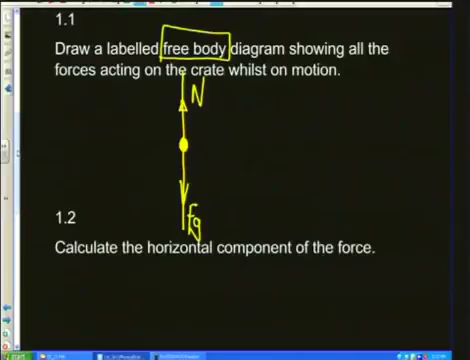 1.1
Draw a labelled free body diagram showing all the
forces acting on the crate whilst on motion.
N
Fg
1.2
Calculate the horizontal component of the force.